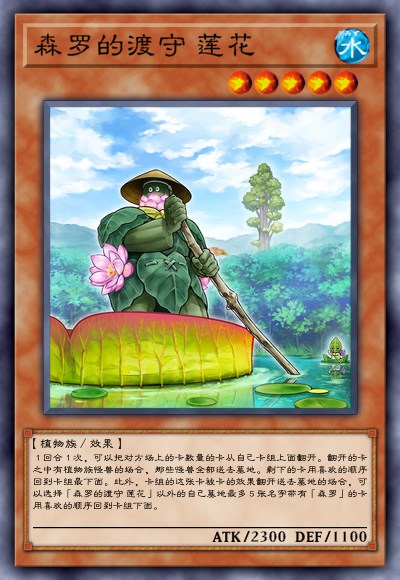 森罗的渡守 莲花
水
【植物族／效果】
1回合1次，可以把对方场上的卡数量的卡从自己卡组上面翻开。翻开的卡
之中有植物族怪兽的场合，那些怪兽全部送去墓地。剩下的卡用喜欢的顺序
回到卡组最下面。此外，卡组的这张卡被卡的效果翻开送去墓地的场合，可
以选择「森罗的渡守 莲花」以外的自己墓地最多5张名字带有「森罗」的卡
用喜欢的顺序回到卡组下面。
ATK/2300 DEF/1100